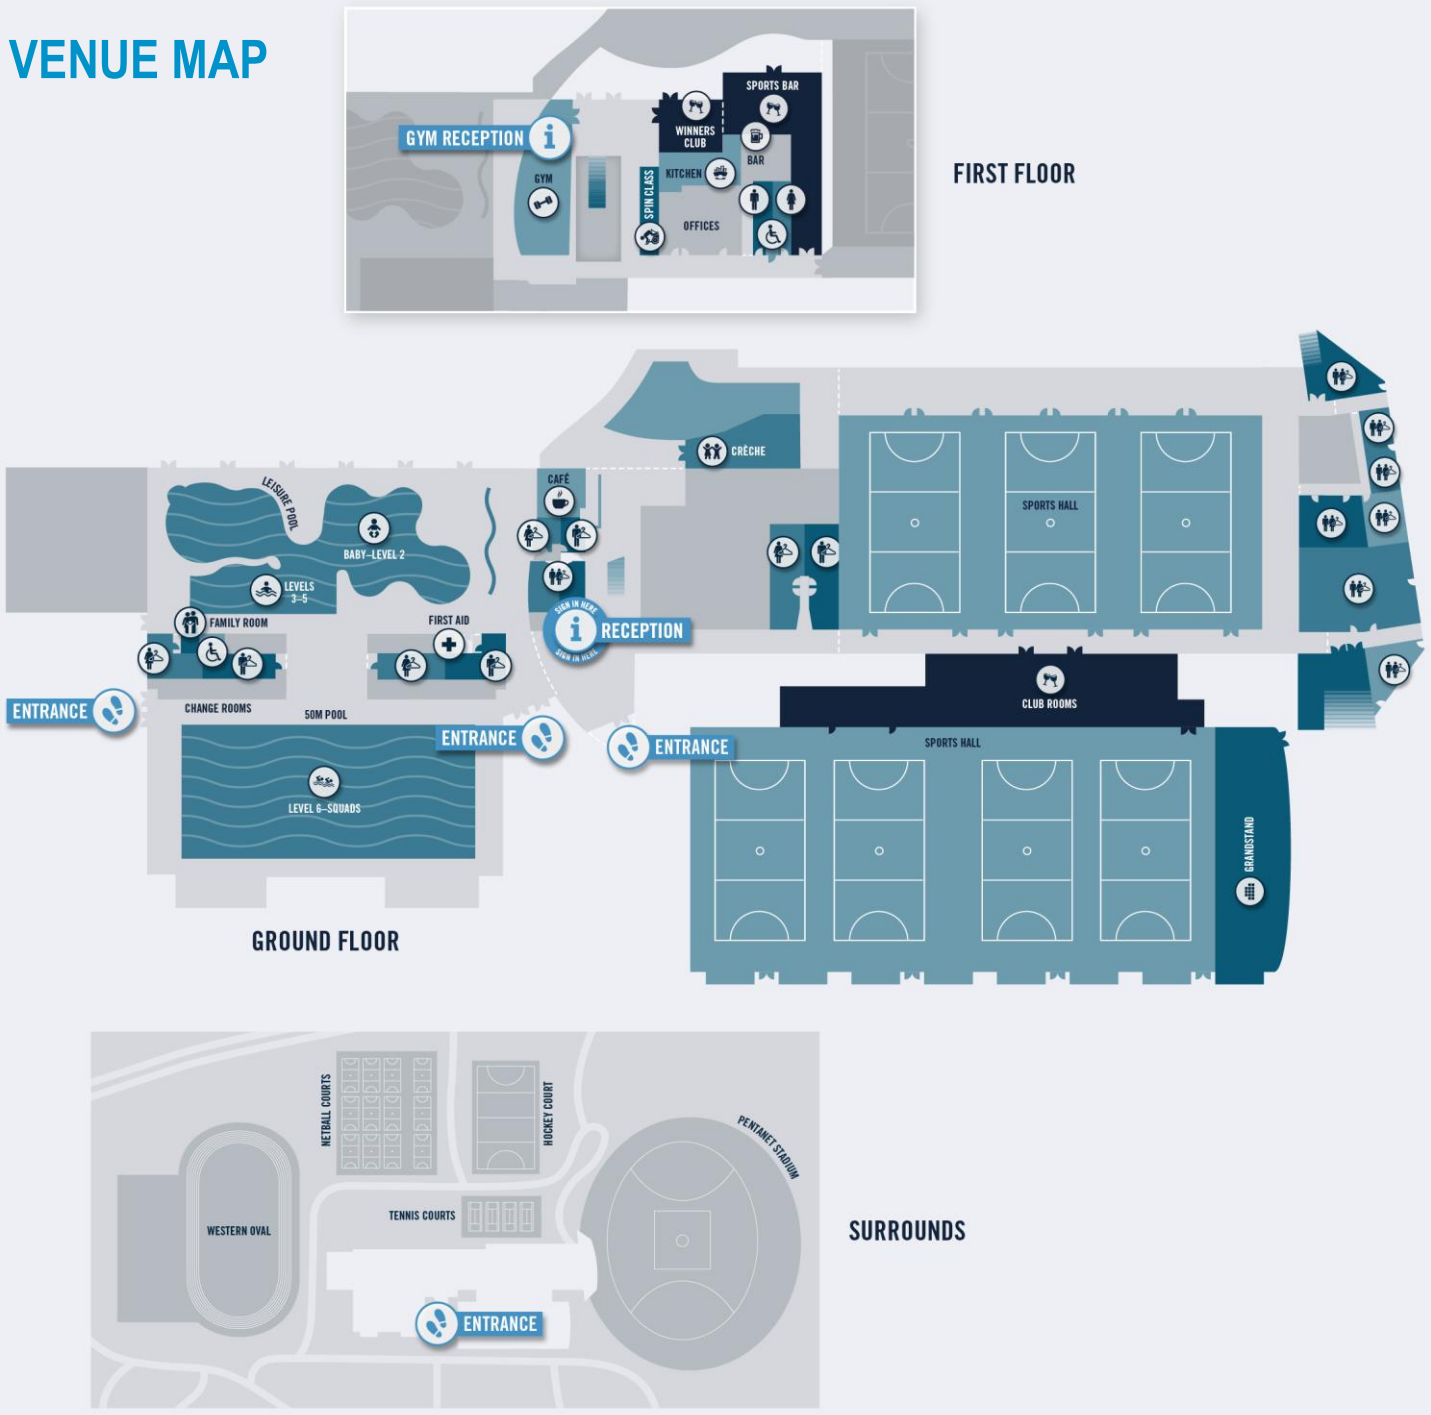 VENUE MAP
SPORTS BAR
WINNERS
CLUB
GYM RECEPTION
BAR
GYM
KITCHEN
SPIN CLASS
OFFICES
FIRST FLOOR
CRÈCHE
CAFÉ
LEISURE POOL
SPORTS HALL
BABY–LEVEL 2
LEVELS
3–5
SIGN IN HERE
RECEPTION
SIGN IN HERE
FAMILY ROOM
FIRST AID
CHANGE ROOMS
ENTRANCE
50M POOL
ENTRANCE
ENTRANCE
CLUB ROOMS
SPORTS HALL
LEVEL 6–SQUADS
GRANDSTAND
GROUND FLOOR
NETBALL COURTS
HOCKEY COURT
PENTANET STADIUM
TENNIS COURTS
WESTERN OVAL
SURROUNDS
ENTRANCE